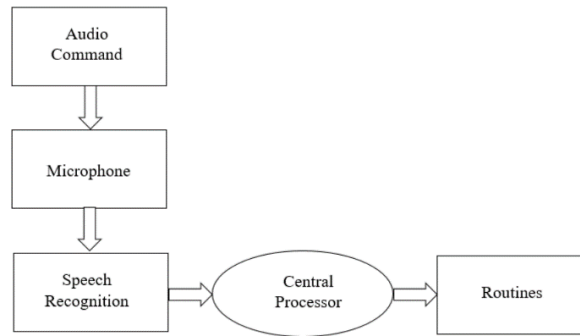 Audio
Command
Microphone
Speech
Recognition
Central
Processor
Routines